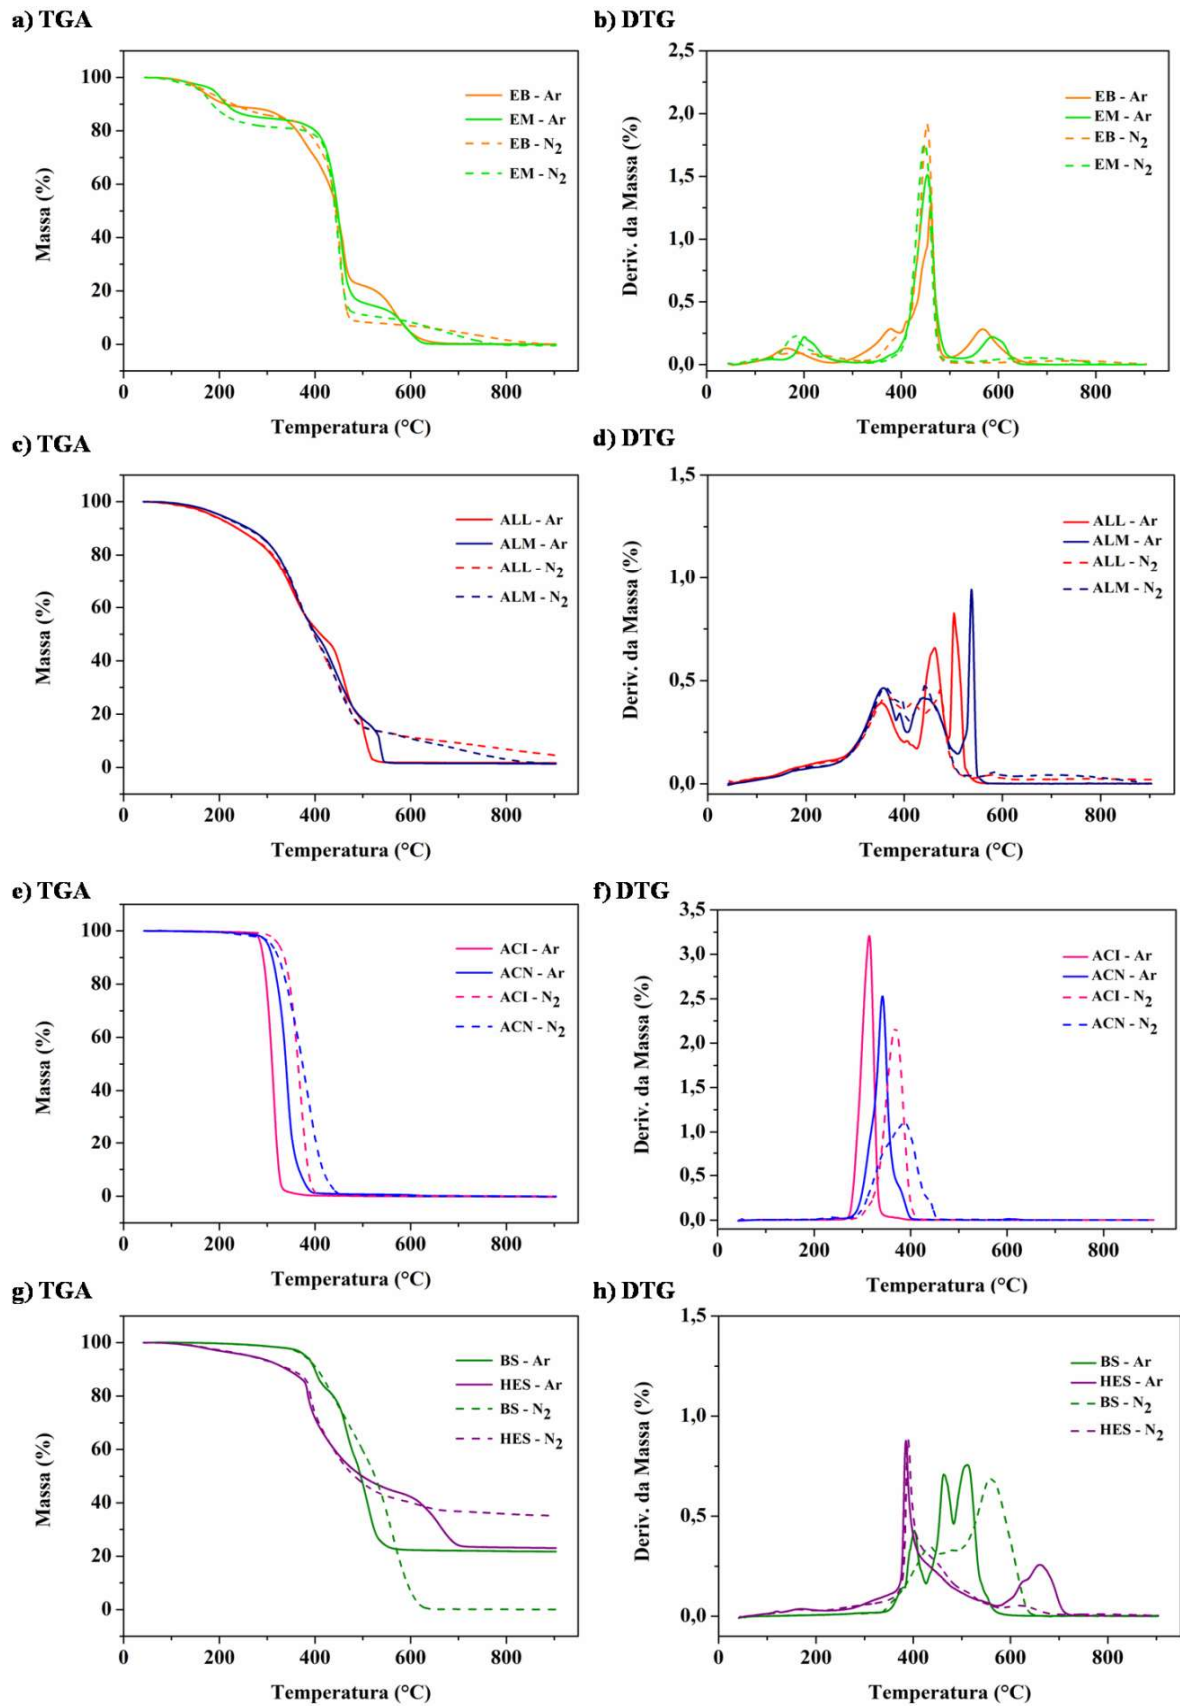 a) TGA
100
80
60
40
20
0
Massa (%)
0 200 400 600 800
Temperatura (°C)
EB - Ar
EM - Ar
EB - N2
EM - N2
b) DTG
2,5
2,0
1,5
1,0
0,5
0,0
Deriv. da Massa (%)
0 200 400 600 800
Temperatura (°C)
EB - Ar
EM - Ar
EB - N2
EM - N2
c) TGA
100
80
60
40
20
0
Massa (%)
0 200 400 600 800
Temperatura (°C)
ALL - Ar
ALM - Ar
ALL - N2
ALM - N2
d) DTG
1,5
1,0
0,5
0,0
Deriv. da Massa (%)
0 200 400 600 800
Temperatura (°C)
ALL - Ar
ALM - Ar
ALL - N2
ALM - N2
e) TGA
100
80
60
40
20
0
Massa (%)
0 200 400 600 800
Temperatura (°C)
ACI - Ar
ACN - Ar
ACI - N2
ACN - N2
f) DTG
3,5
3,0
2,5
2,0
1,5
1,0
0,5
0,0
Deriv. da Massa (%)
0 200 400 600 800
Temperatura (°C)
ACI - Ar
ACN - Ar
ACI - N2
ACN - N2
g) TGA
100
80
60
40
20
0
Massa (%)
0 200 400 600 800
Temperatura (°C)
BS - Ar
HES - Ar
BS - N2
HES - N2
h) DTG
1,5
1,0
0,5
0,0
Deriv. da Massa (%)
0 200 400 600 800
Temperatura (°C)
BS - Ar
HES - Ar
BS - N2
HES - N2